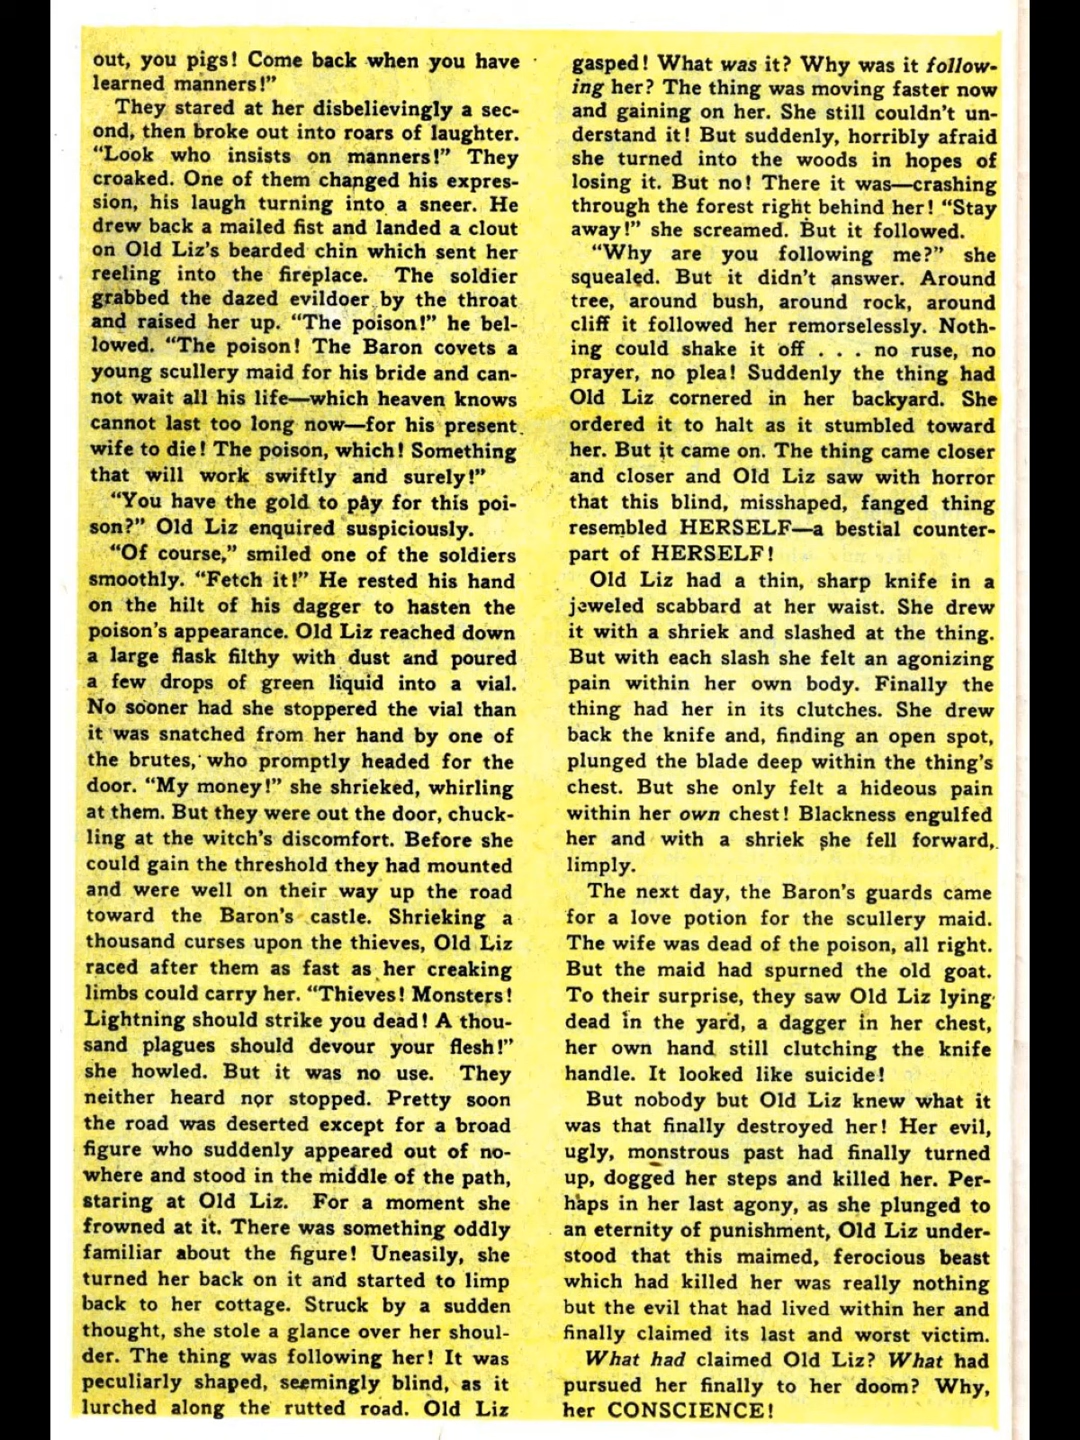 out, you pigs! Come back when you have
learned manners!”
They stared at her disbelievingly a sec-
ond, then broke out into roars of laughter.
“Look who insists on manners!” They
croaked. One of them changed his expres-
sion, his laugh turning into a sneer. He
drew back a mailed fist and landed a clout
on Old Liz’s bearded chin which sent her
reeling into the fireplace. The soldier
grabbed the dazed evildoer by the throat
and raised her up. “The poison!” he bel-
lowed. “The poison! The Baron covets a
young scullery maid for his bride and can-
not wait all his life—which heaven knows
cannot last too long now—for his present
wife to die! The poison, which! Something
that will work swiftly and surely!”
“You have the gold to pay for this poi-
son?” Old Liz enquired suspiciously.
“Of course,” smiled one of the soldiers
smoothly. “Fetch it!” He rested his hand
on the hilt of his dagger to hasten the
poison’s appearance. Old Liz reached down
a large flask filthy with dust and poured
a few drops of green liquid into a vial.
No sooner had she stoppered the vial than
it was snatched from her hand by one of
the brutes, who promptly headed for the
door. “My money!” she shrieked, whirling
at them. But they were out the door, chuck-
ling at the witch’s discomfort. Before she
could gain the threshold they had mounted
and were well on their way up the road
toward the Baron’s castle. Shrieking a
thousand curses upon the thieves, Old Liz
raced after them as fast as her creaking
limbs could carry her. “Thieves! Monsters!
Lightning should strike you dead! A thou-
sand plagues should devour your flesh!”
she howled. But it was no use. They
neither heard nor stopped. Pretty soon
the road was deserted except for a broad
figure who suddenly appeared out of no-
where and stood in the middle of the path,
staring at Old Liz. For a moment she
frowned at it. There was something oddly
familiar about the figure! Uneasily, she
turned her back on it and started to limp
back to her cottage. Struck by a sudden
thought, she stole a glance over her shoul-
der. The thing was following her! It was
peculiarly shaped, seemingly blind, as it
lurched along the rutted road. Old Liz
gasped! What was it? Why was it follow-
ing her? The thing was moving faster now
and gaining on her. She still couldn’t un-
derstand it! But suddenly, horribly afraid
she turned into the woods in hopes of
losing it. But no! There it was—crashing
through the forest right behind her! “Stay
away!” she screamed. But it followed.
“Why are you following me?” she
squealed. But it didn’t answer. Around
tree, around bush, around rock, around
cliff it followed her remorselessly. Noth-
ing could shake it off . . . no ruse, no
prayer, no plea! Suddenly the thing had
Old Liz cornered in her backyard. She
ordered it to halt as it stumbled toward
her. But it came on. The thing came closer
and closer and Old Liz saw with horror
that this blind, misshaped, fanged thing
resembled HERSELF—a bestial counter-
part of HERSELF!
Old Liz had a thin, sharp knife in a
jeweled scabbard at her waist. She drew
it with a shriek and slashed at the thing.
But with each slash she felt an agonizing
pain within her own body. Finally the
thing had her in its clutches. She drew
back the knife and, finding an open spot,
plunged the blade deep within the thing’s
chest. But she only felt a hideous pain
within her own chest! Blackness engulfed
her and with a shriek she fell forward,
limply.
The next day, the Baron’s guards came
for a love potion for the scullery maid.
The wife was dead of the poison, all right.
But the maid had spurned the old goat.
To their surprise, they saw Old Liz lying
dead in the yard, a dagger in her chest,
her own hand still clutching the knife
handle. It looked like suicide!
But nobody but Old Liz knew what it
was that finally destroyed her! Her evil,
ugly, monstrous past had finally turned
up, dogged her steps and killed her. Per-
haps in her last agony, as she plunged to
an eternity of punishment, Old Liz under-
stood that this maimed, ferocious beast
which had killed her was really nothing
but the evil that had lived within her and
finally claimed its last and worst victim.
What had claimed Old Liz? What had
pursued her finally to her doom? Why,
her CONSCIENCE!